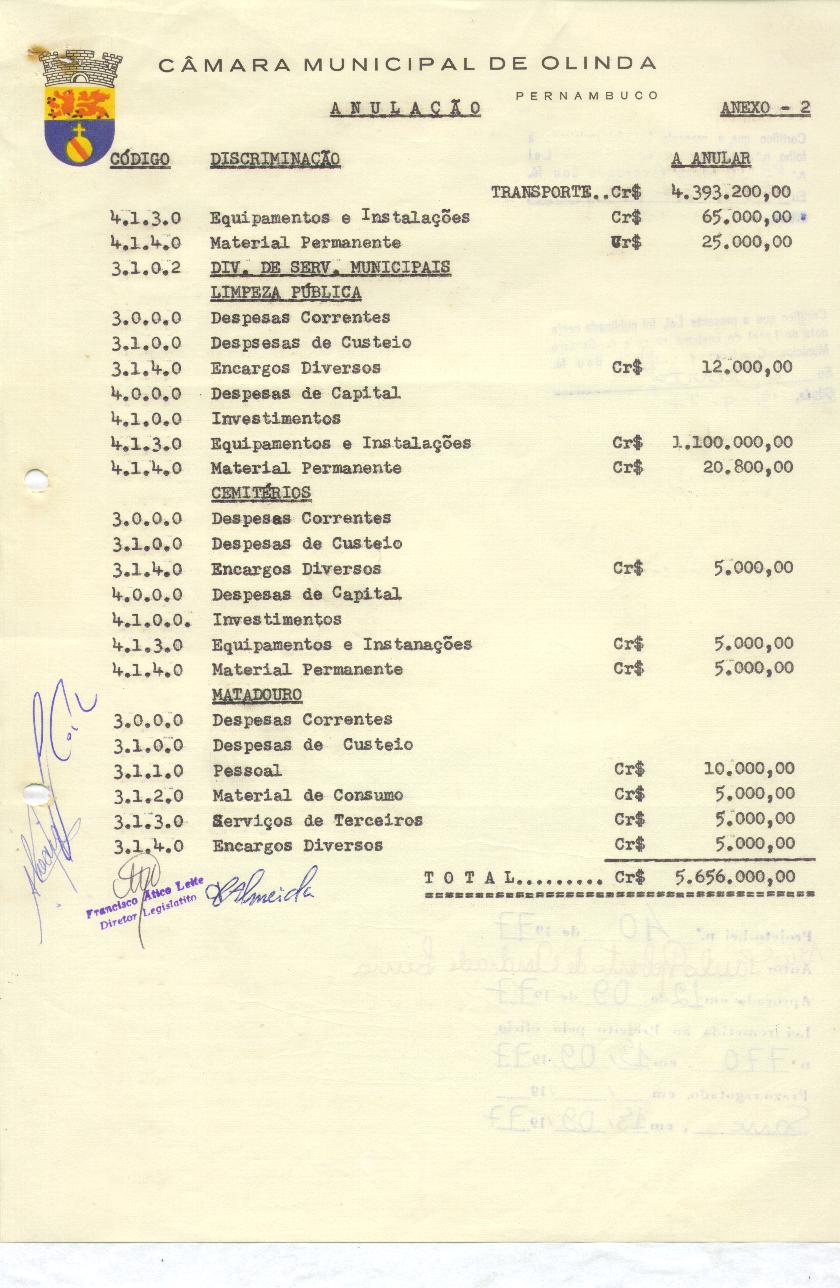 CÂMARA MUNICIPAL DE OLINDA
PERNAMBUCO
ANULAÇÃO
ANEXO - 2
CÓDIGO DISCRIMINAÇÃO A ANULAR
TRANSPORTE..Cr$ 4.393.200,00
4.1.3.0 Equipamentos e Instalações Cr$ 65.000,00
4.1.4.0 Material Permanente Cr$ 25.000,00
3.1.0.2 DIV. DE SERV. MUNICIPAIS
LIMPEZA PÚBLICA
3.0.0.0 Despesas Correntes
3.1.0.0 Despsesas de Custeio
3.1.4.0 Encargos Diversos Cr$ 12.000,00
4.0.0.0 Despesas de Capital
4.1.0.0 Investimentos
4.1.3.0 Equipamentos e Instalações Cr$ 1.100.000,00
4.1.4.0 Material Permanente Cr$ 20.800,00
CEMITÉRIOS
3.0.0.0 Despesas Correntes
3.1.0.0 Despesas de Custeio
3.1.4.0 Encargos Diversos Cr$ 5.000,00
4.0.0.0 Despesas de Capital
4.1.0.0. Investimentos
4.1.3.0 Equipamentos e Instanações Cr$ 5.000,00
4.1.4.0 Material Permanente Cr$ 5.000,00
MATADOURO
3.0.0.0 Despesas Correntes
3.1.0.0 Despesas de Custeio
3.1.1.0 Pessoal Cr$ 10.000,00
3.1.2.0 Material de Consumo Cr$ 5.000,00
3.1.3.0 Serviços de Terceiros Cr$ 5.000,00
3.1.4.0 Encargos Diversos Cr$ 5.000,00
TOTAL......... Cr$ 5.656.000,00
Francisco Ático Leite
Diretor Legislatito
Almeida